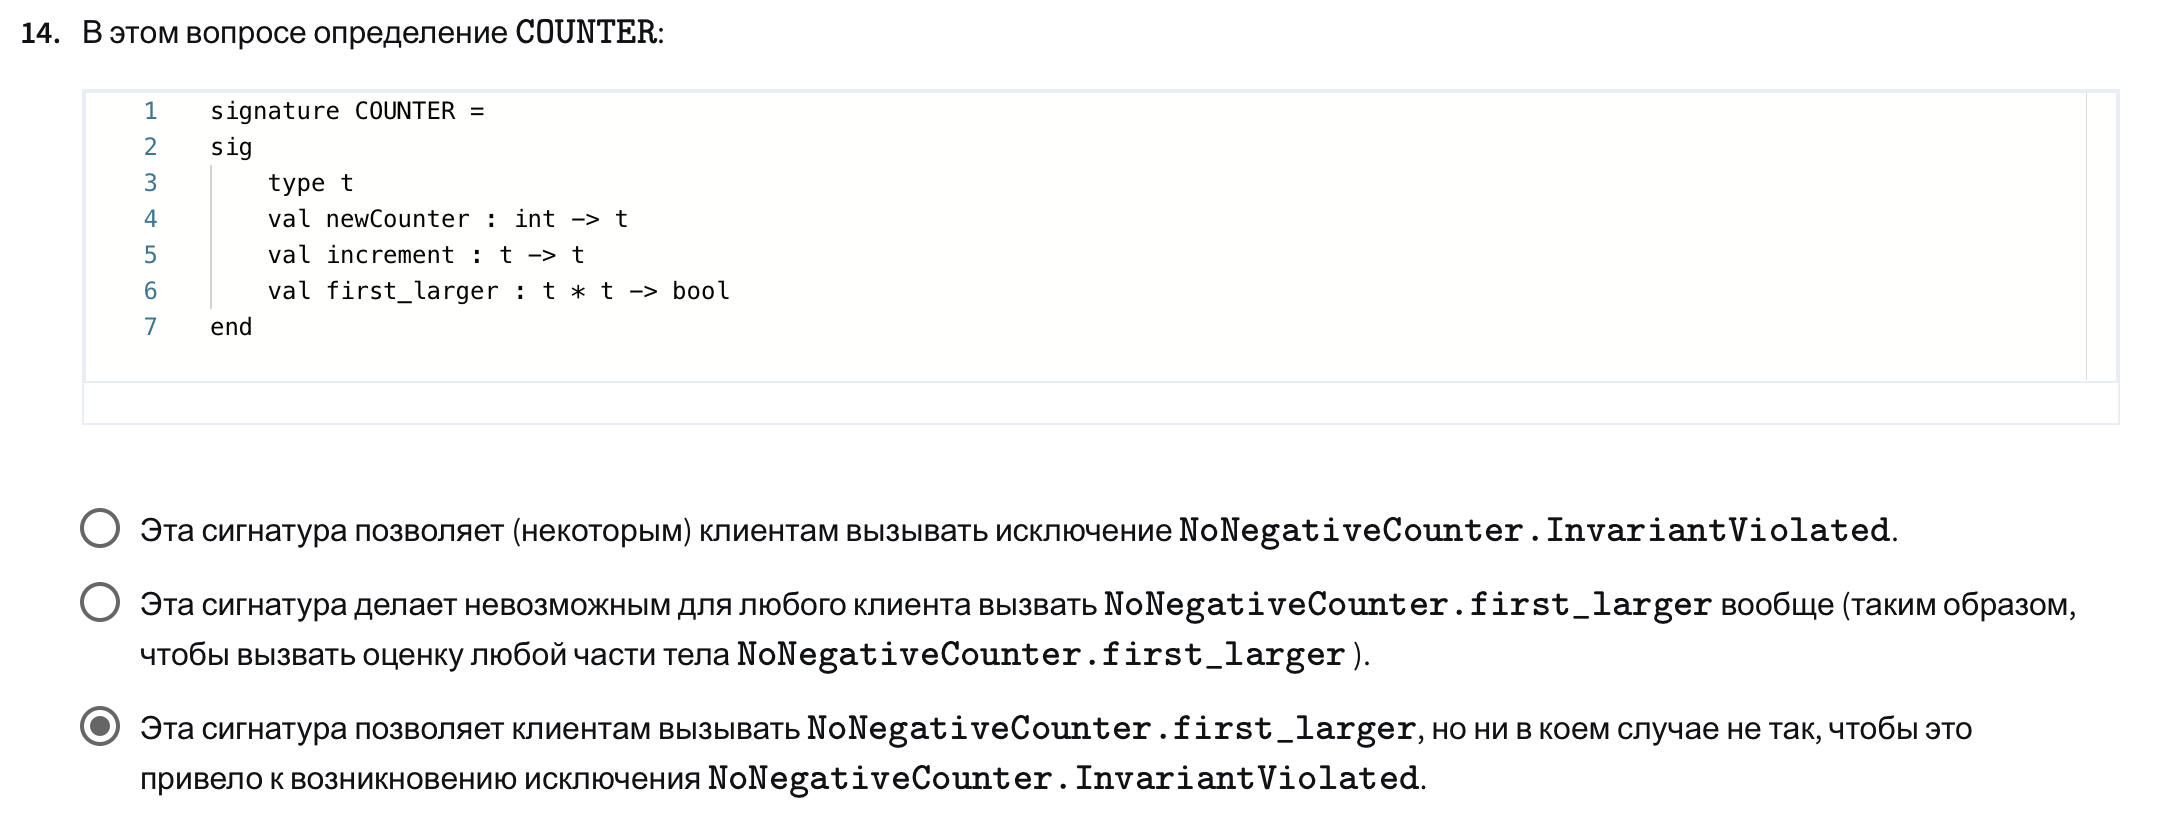 14. В этом вопросе определение COUNTER:
1 signature COUNTER =
2 sig
3 type t
4 val newCounter : int -> t
5 val increment : t -> t
6 val first_larger : t * t -> bool
7 end
Эта сигнатура позволяет (некоторым) клиентам вызывать исключение NoNegativeCounter.InvariantViolated.
Эта сигнатура делает невозможным для любого клиента вызвать NoNegativeCounter.first_larger вообще (таким образом,
чтобы вызвать оценку любой части тела NoNegativeCounter.first_larger ).
Эта сигнатура позволяет клиентам вызывать NoNegativeCounter.first_larger, но ни в коем случае не так, чтобы это
привело к возникновению исключения NoNegativeCounter.InvariantViolated.